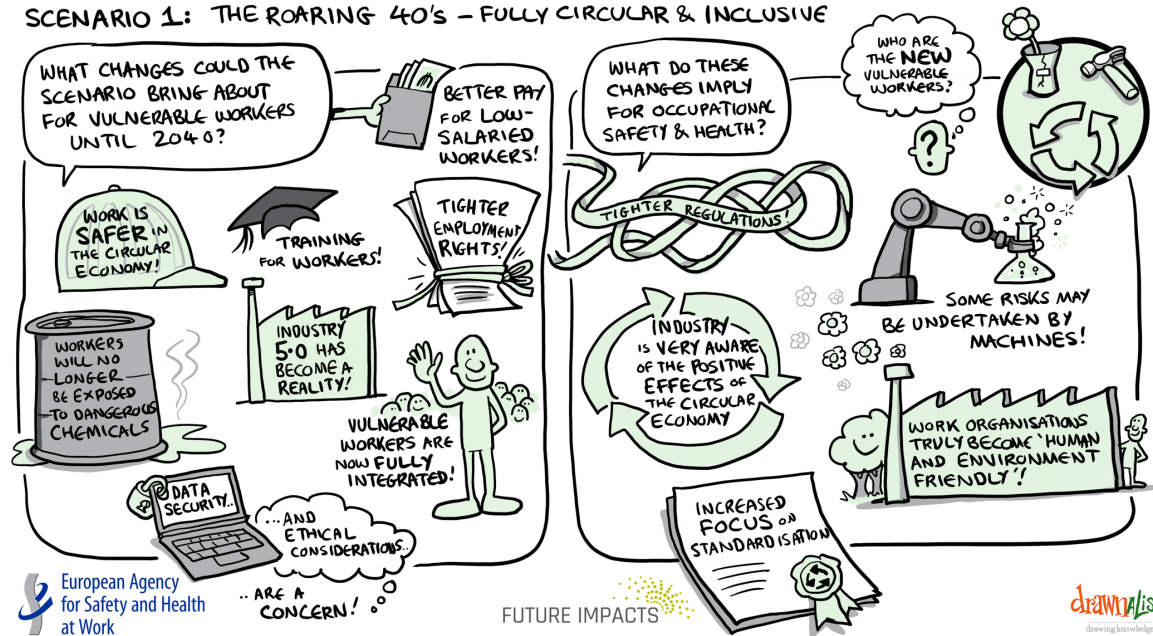 SCENARIO 1: THE ROARING 40'S – FULLY CIRCULAR & INCLUSIVE
WHAT CHANGES COULD THE
SCENARIO BRING ABOUT
FOR VULNERABLE WORKERS
UNTIL 2040?
BETTER PAY
FOR LOW-
SALARIED
WORKERS!
WORK IS
SAFER IN
THE CIRCULAR
ECONOMY!
TRAINING
FOR WORKERS!
TIGHTER
EMPLOYMENT
RIGHTS!
WORKERS
WILL NO
LONGER
BE EXPOSED
TO DANGEROUS
CHEMICALS
INDUSTRY
5.0 HAS
BECOME A
REALITY!
VULNERABLE
WORKERS ARE
NOW FULLY
INTEGRATED!
DATA
SECURITY..
...AND
ETHICAL
CONSIDERATIONS..
..ARE A
CONCERN!
WHAT DO THESE
CHANGES IMPLY
FOR OCCUPATIONAL
SAFETY & HEALTH?
WHO ARE
THE NEW
VULNERABLE
WORKERS?
?
TIGHTER REGULATIONS!
SOME RISKS MAY
BE UNDERTAKEN BY
MACHINES!
INDUSTRY
IS VERY AWARE
OF THE POSITIVE
EFFECTS OF
THE CIRCULAR
ECONOMY
WORK ORGANISATIONS
TRULY BECOME "HUMAN
AND ENVIRONMENT
FRIENDLY"!
INCREASED
FOCUS ON
STANDARDISATION
European Agency
for Safety and Health
at Work
FUTURE IMPACTS
drawnalis
drawing knowledge